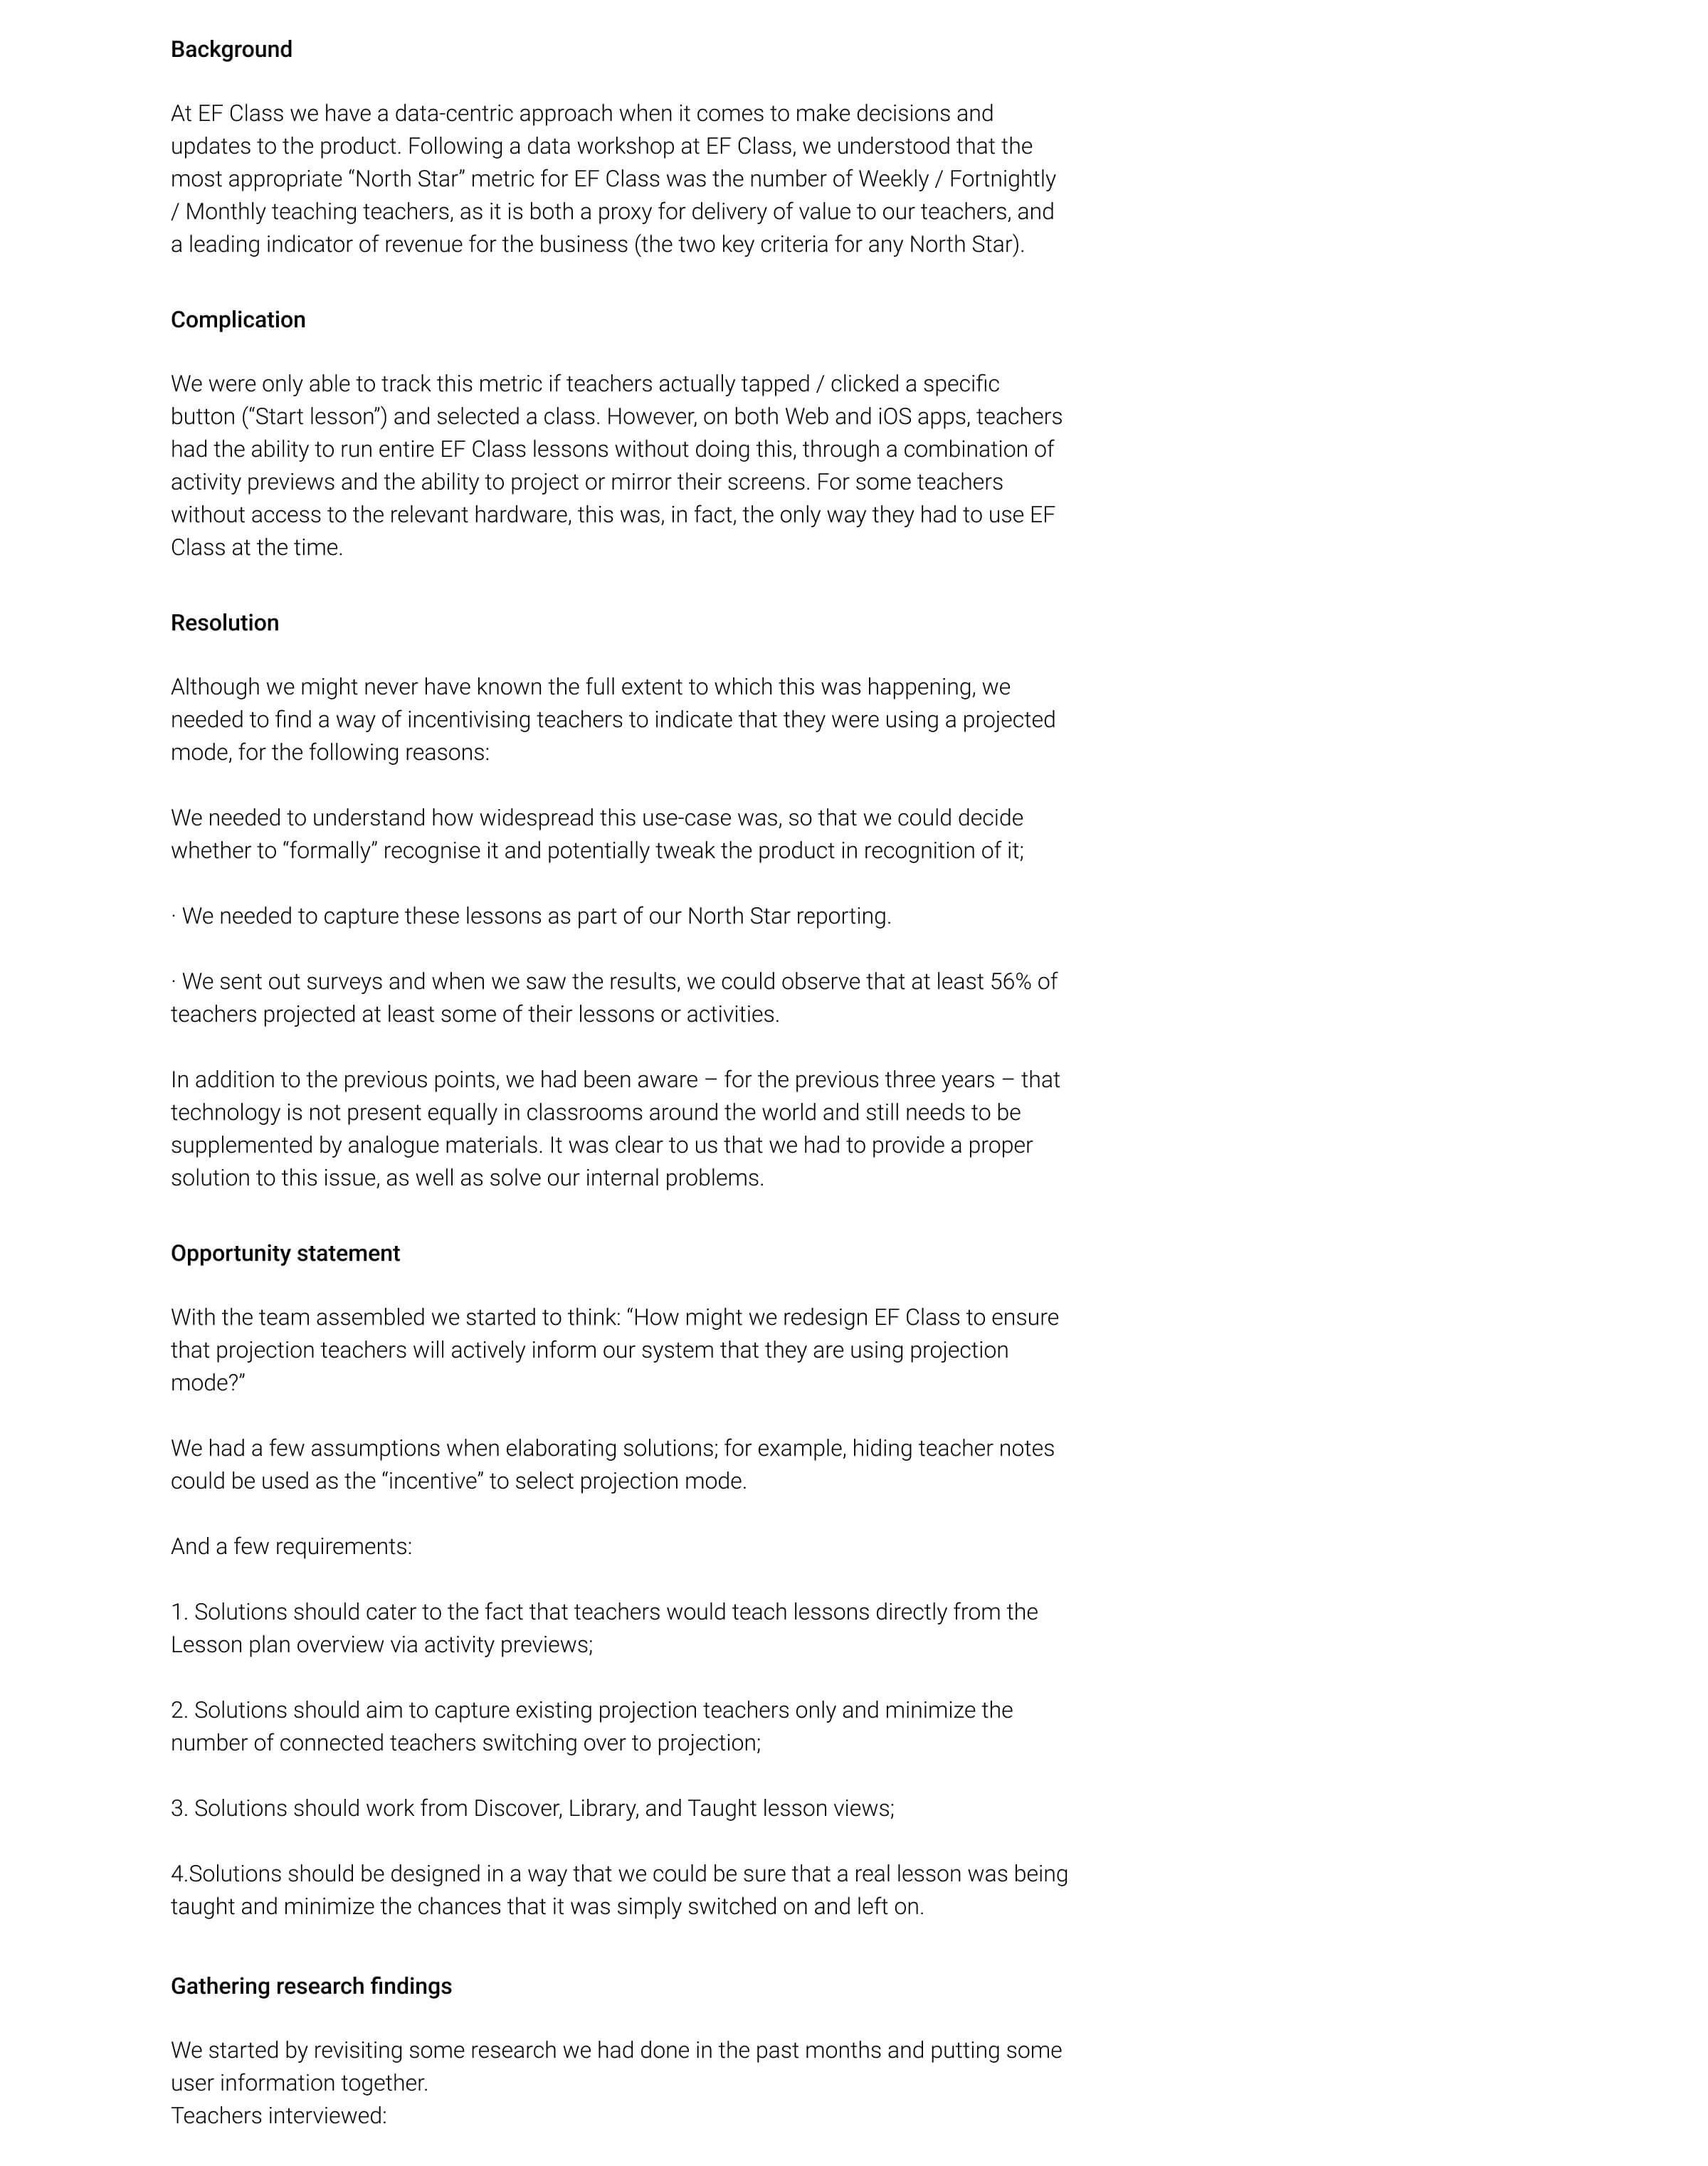 Background
At EF Class we have a data-centric approach when it comes to make decisions and
updates to the product. Following a data workshop at EF Class, we understood that the
most appropriate “North Star” metric for EF Class was the number of Weekly / Fortnightly
/ Monthly teaching teachers, as it is both a proxy for delivery of value to our teachers, and
a leading indicator of revenue for the business (the two key criteria for any North Star).
Complication
We were only able to track this metric if teachers actually tapped / clicked a specific
button (“Start lesson”) and selected a class. However, on both Web and iOS apps, teachers
had the ability to run entire EF Class lessons without doing this, through a combination of
activity previews and the ability to project or mirror their screens. For some teachers
without access to the relevant hardware, this was, in fact, the only way they had to use EF
Class at the time.
Resolution
Although we might never have known the full extent to which this was happening, we
needed to find a way of incentivising teachers to indicate that they were using a projected
mode, for the following reasons:
We needed to understand how widespread this use-case was, so that we could decide
whether to “formally” recognise it and potentially tweak the product in recognition of it;
· We needed to capture these lessons as part of our North Star reporting.
· We sent out surveys and when we saw the results, we could observe that at least 56% of
teachers projected at least some of their lessons or activities.
In addition to the previous points, we had been aware – for the previous three years – that
technology is not present equally in classrooms around the world and still needs to be
supplemented by analogue materials. It was clear to us that we had to provide a proper
solution to this issue, as well as solve our internal problems.
Opportunity statement
With the team assembled we started to think: “How might we redesign EF Class to ensure
that projection teachers will actively inform our system that they are using projection
mode?”
We had a few assumptions when elaborating solutions; for example, hiding teacher notes
could be used as the “incentive” to select projection mode.
And a few requirements:
1. Solutions should cater to the fact that teachers would teach lessons directly from the
Lesson plan overview via activity previews;
2. Solutions should aim to capture existing projection teachers only and minimize the
number of connected teachers switching over to projection;
3. Solutions should work from Discover, Library, and Taught lesson views;
4.Solutions should be designed in a way that we could be sure that a real lesson was being
taught and minimize the chances that it was simply switched on and left on.
Gathering research findings
We started by revisiting some research we had done in the past months and putting some
user information together.
Teachers interviewed: